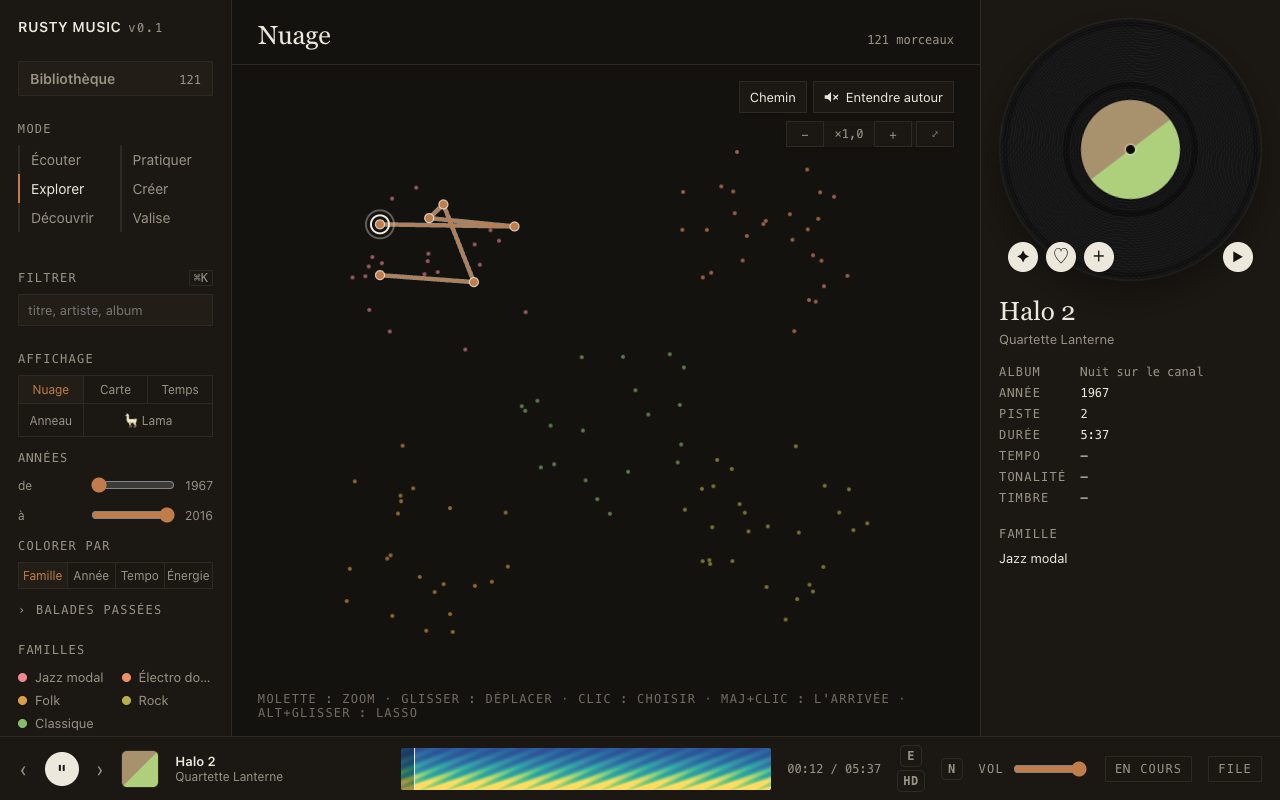 RUSTY MUSIC v0.1
Bibliothèque 121
MODE
Écouter Pratiquer
Explorer Créer
Découvrir Valise
FILTRER ⌘K
titre, artiste, album
AFFICHAGE
Nuage Carte Temps
Anneau 🦙 Lama
ANNÉES
de 1967
à 2016
COLORER PAR
Famille Année Tempo Énergie
› BALADES PASSÉES
FAMILLES
Jazz modal Électro do…
Folk Rock
Classique
Nuage
121 morceaux
Chemin Entendre autour
− ×1,0 +
MOLETTE : ZOOM · GLISSER : DÉPLACER · CLIC : CHOISIR · MAJ+CLIC : L'ARRIVÉE ·
ALT+GLISSER : LASSO
Halo 2
Quartette Lanterne
ALBUM Nuit sur le canal
ANNÉE 1967
PISTE 2
DURÉE 5:37
TEMPO —
TONALITÉ —
TIMBRE —
FAMILLE
Jazz modal
Halo 2
Quartette Lanterne
00:12 / 05:37
E
HD
N
VOL
EN COURS
FILE